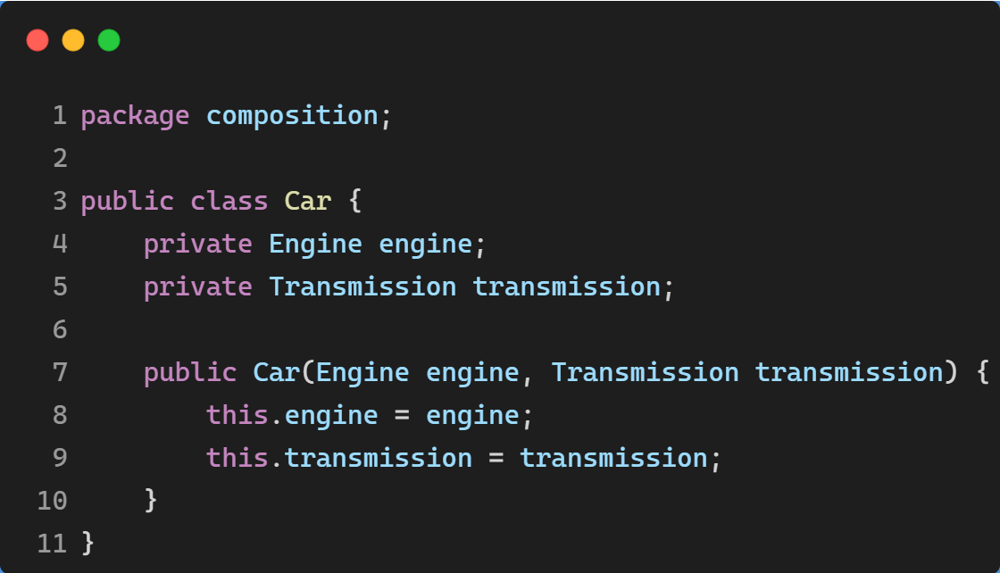 1 package composition;
2
3 public class Car {
4     private Engine engine;
5     private Transmission transmission;
6
7     public Car(Engine engine, Transmission transmission) {
8         this.engine = engine;
9         this.transmission = transmission;
10     }
11 }